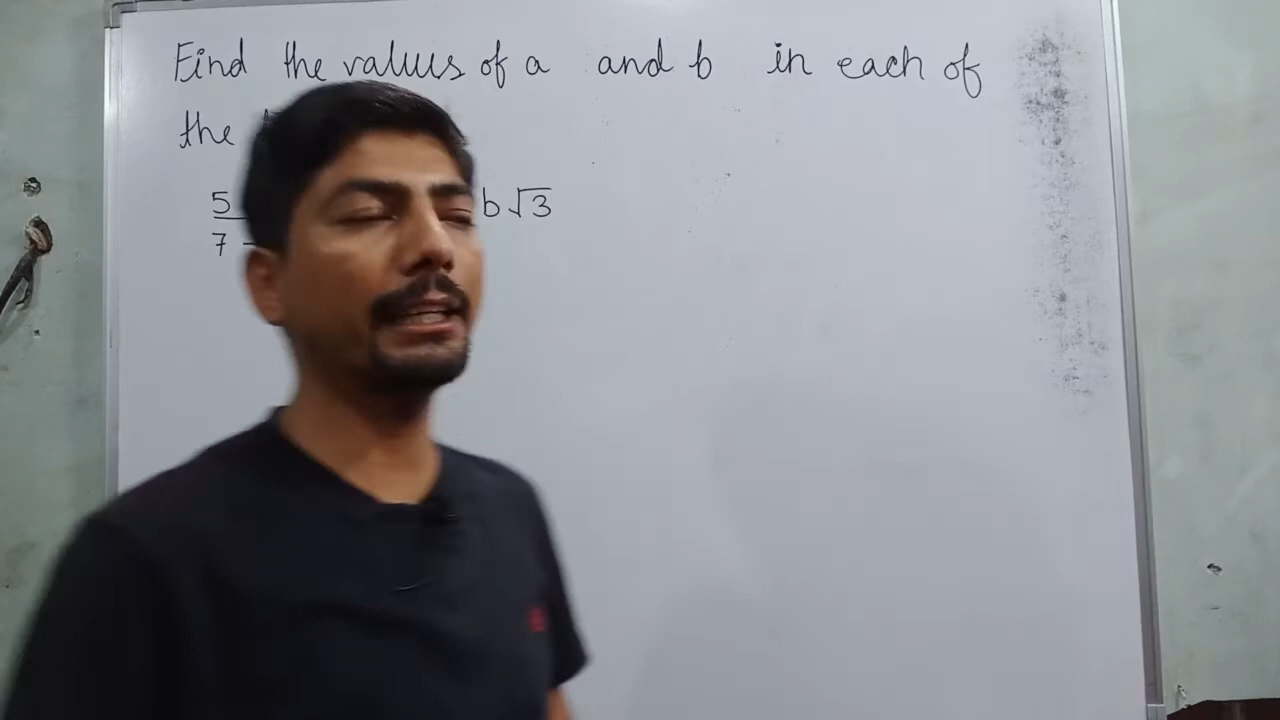 Find the values of a and b in each of
the
5
b√3
7 -